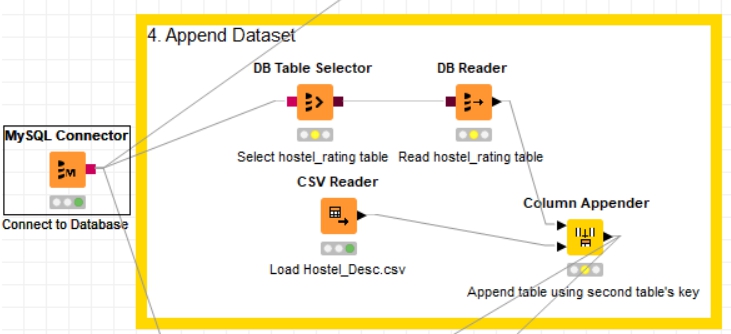 4. Append Dataset
DB Table Selector
DB Reader
MySQL Connector
M
Select hostel_rating table
Read hostel_rating table
CSV Reader
Connect to Database
Column Appender
Load Hostel_Desc.csv
Append table using second table's key